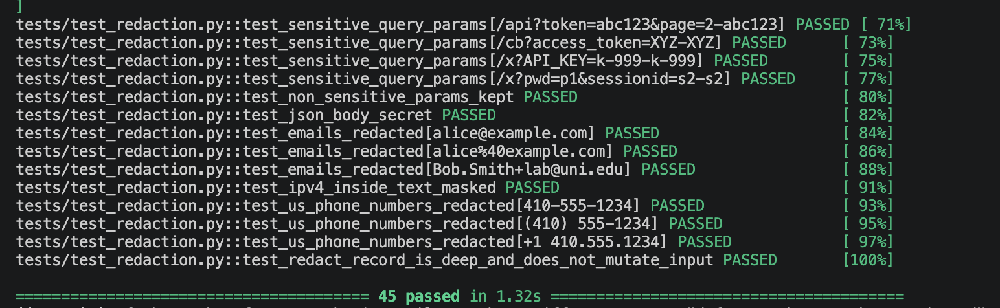 ]
tests/test_redaction.py::test_sensitive_query_params[/api?token=abc123&page=2-abc123] PASSED [ 71%]
tests/test_redaction.py::test_sensitive_query_params[/cb?access_token=XYZ-XYZ] PASSED [ 73%]
tests/test_redaction.py::test_sensitive_query_params[/x?API_KEY=k-999-k-999] PASSED [ 75%]
tests/test_redaction.py::test_sensitive_query_params[/x?pwd=p1&sessionid=s2-s2] PASSED [ 77%]
tests/test_redaction.py::test_non_sensitive_params_kept PASSED [ 80%]
tests/test_redaction.py::test_json_body_secret PASSED [ 82%]
tests/test_redaction.py::test_emails_redacted[alice@example.com] PASSED [ 84%]
tests/test_redaction.py::test_emails_redacted[alice%40example.com] PASSED [ 86%]
tests/test_redaction.py::test_emails_redacted[Bob.Smith+lab@uni.edu] PASSED [ 88%]
tests/test_redaction.py::test_ipv4_inside_text_masked PASSED [ 91%]
tests/test_redaction.py::test_us_phone_numbers_redacted[410-555-1234] PASSED [ 93%]
tests/test_redaction.py::test_us_phone_numbers_redacted[(410) 555-1234] PASSED [ 95%]
tests/test_redaction.py::test_us_phone_numbers_redacted[+1 410.555.1234] PASSED [ 97%]
tests/test_redaction.py::test_redact_record_is_deep_and_does_not_mutate_input PASSED [100%]
======================================= 45 passed in 1.32s =======================================